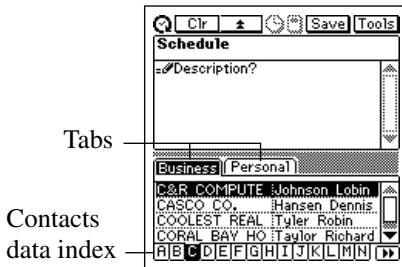 Clr Save Tools
Schedule
Description?
Tabs
Business Personal
C&R COMPUTE Johnson Lobin
CASCO CO. Hansen Dennis
COOLEST REAL Tyler Robin
CORAL BAY HO Taylor Richard
Contacts
data index
A B C D E F G H I J K L M N